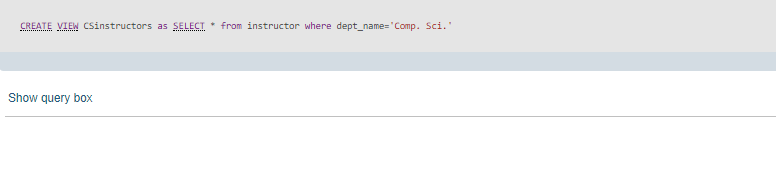 CREATE VIEW CSinstructors as SELECT * from instructor where dept_name='Comp. Sci.'
Show query box